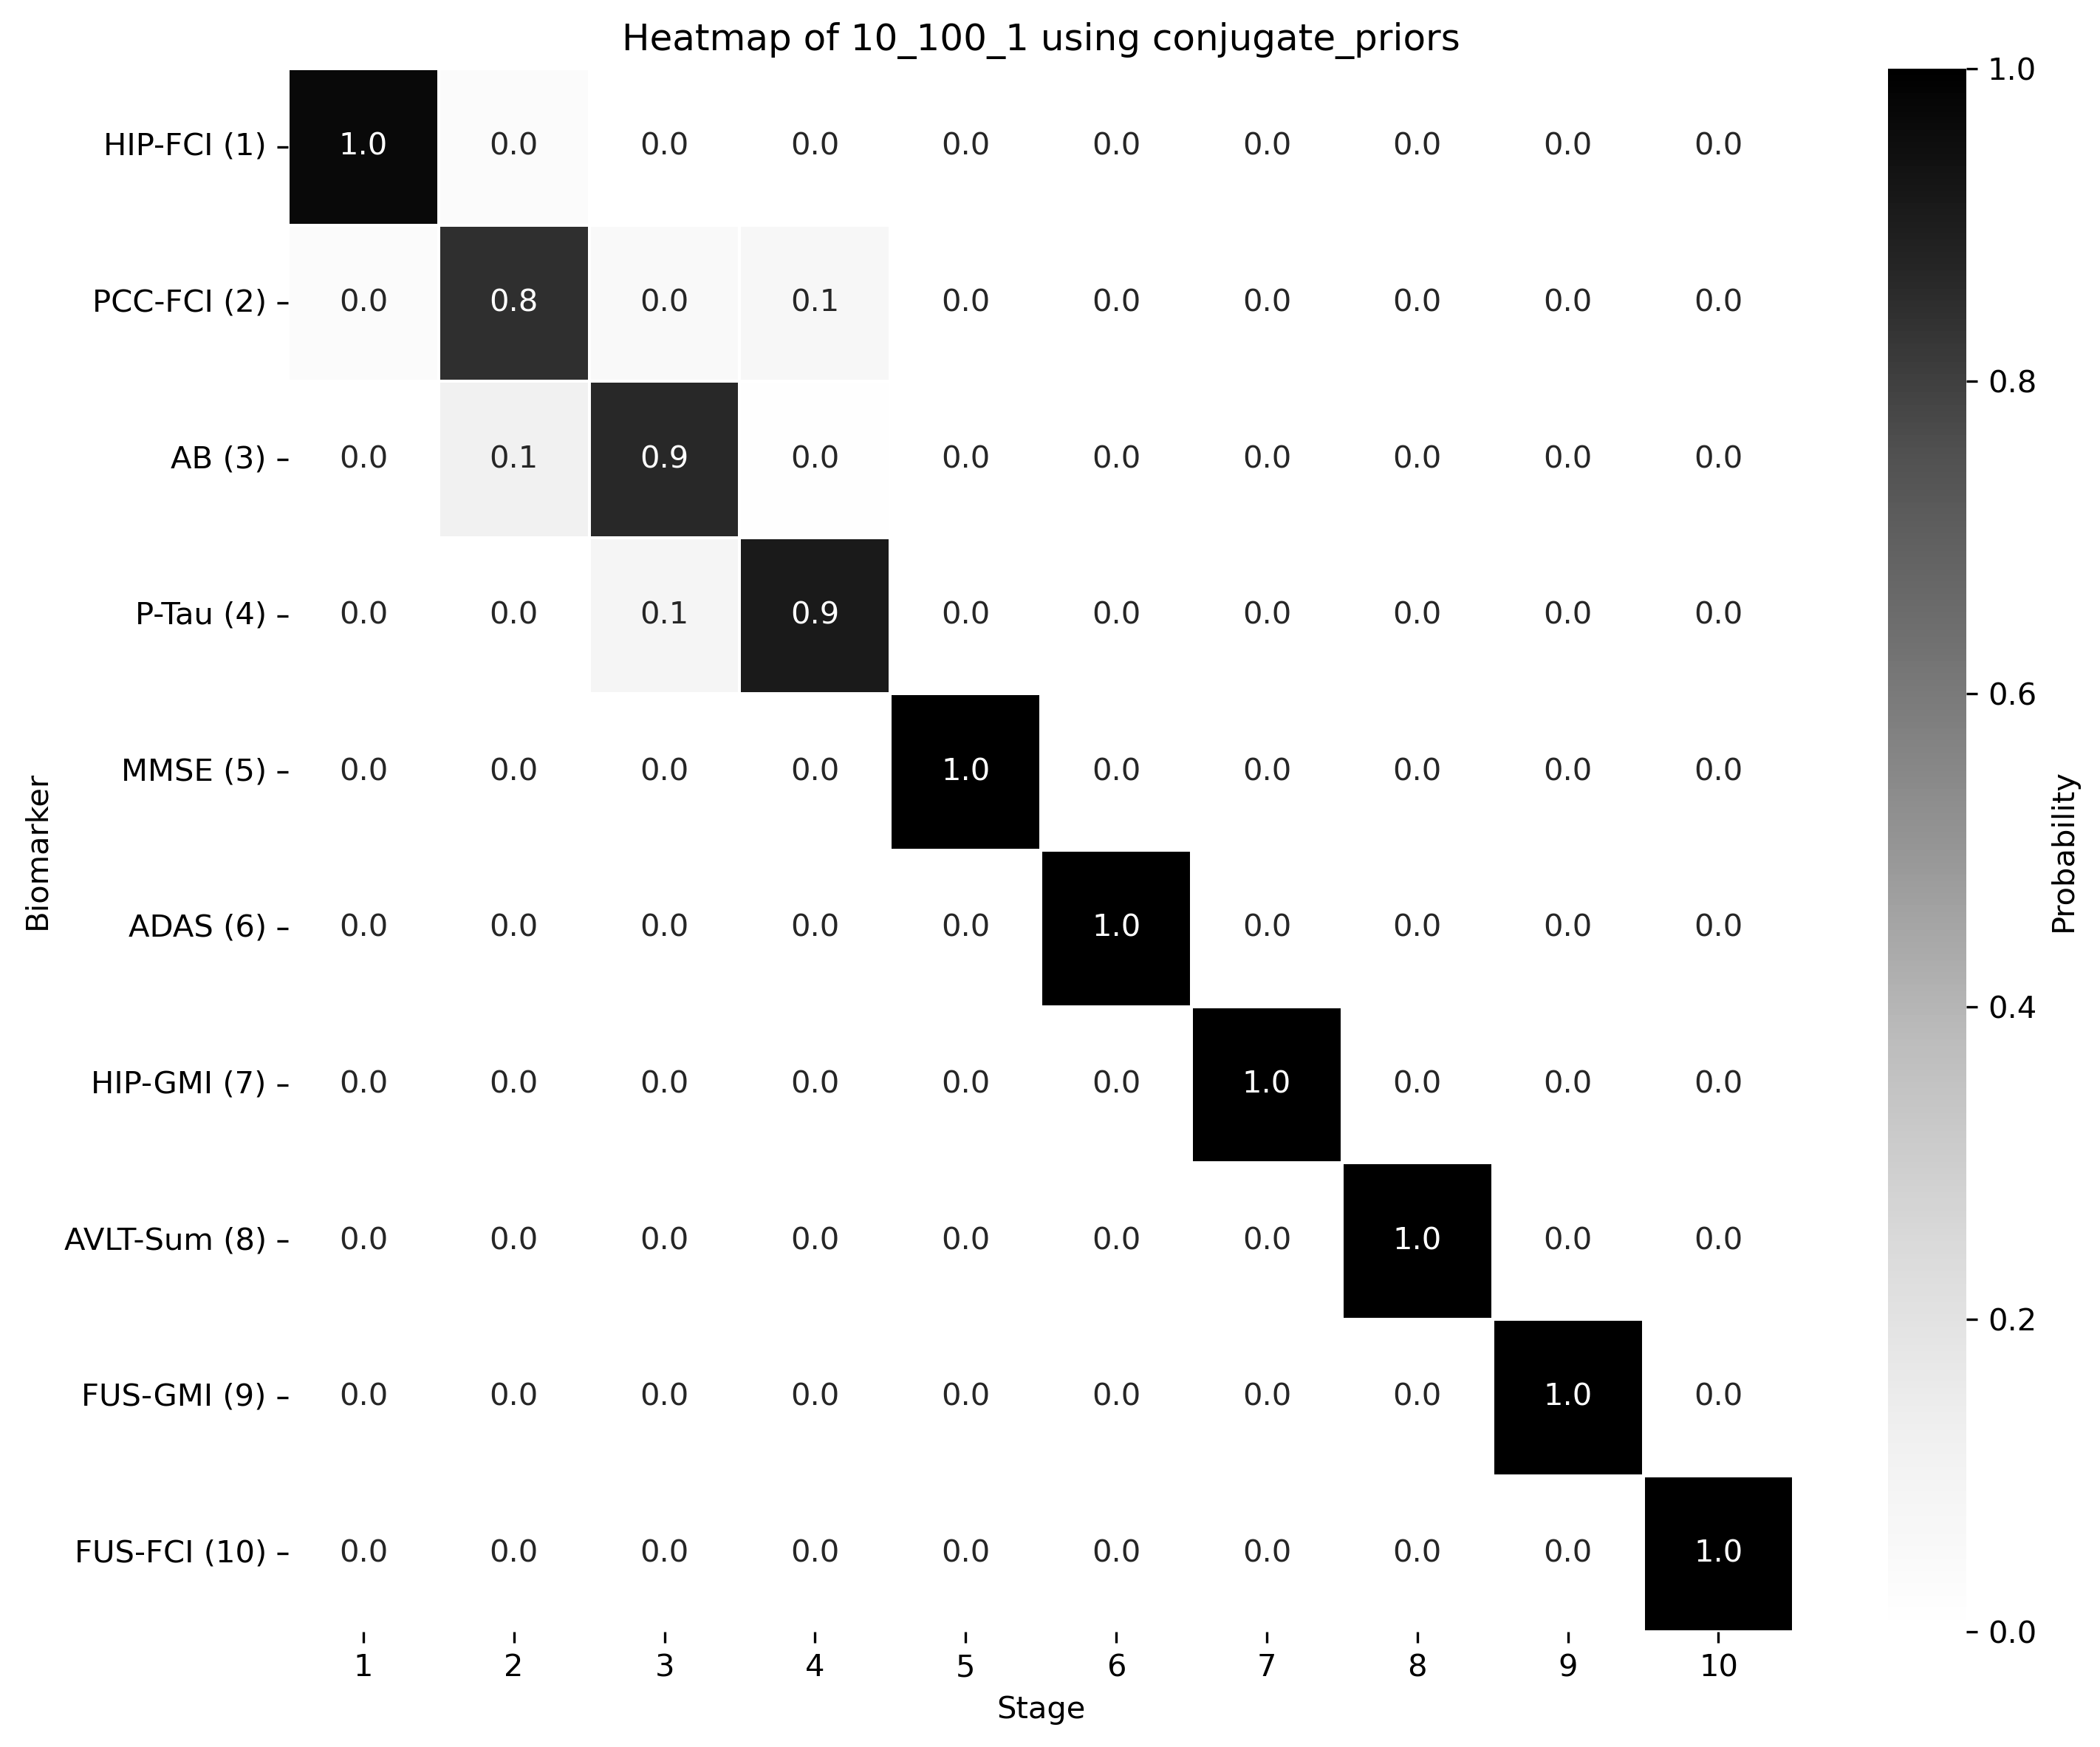 Heatmap of 10_100_1 using conjugate_priors
HIP-FCI (1) 1.0 0.0 0.0 0.0 0.0 0.0 0.0 0.0 0.0 0.0
PCC-FCI (2) 0.0 0.8 0.0 0.1 0.0 0.0 0.0 0.0 0.0 0.0
AB (3) 0.0 0.1 0.9 0.0 0.0 0.0 0.0 0.0 0.0 0.0
P-Tau (4) 0.0 0.0 0.1 0.9 0.0 0.0 0.0 0.0 0.0 0.0
MMSE (5) 0.0 0.0 0.0 0.0 1.0 0.0 0.0 0.0 0.0 0.0
ADAS (6) 0.0 0.0 0.0 0.0 0.0 1.0 0.0 0.0 0.0 0.0
HIP-GMI (7) 0.0 0.0 0.0 0.0 0.0 0.0 1.0 0.0 0.0 0.0
AVLT-Sum (8) 0.0 0.0 0.0 0.0 0.0 0.0 0.0 1.0 0.0 0.0
FUS-GMI (9) 0.0 0.0 0.0 0.0 0.0 0.0 0.0 0.0 1.0 0.0
FUS-FCI (10) 0.0 0.0 0.0 0.0 0.0 0.0 0.0 0.0 0.0 1.0
1 2 3 4 5 6 7 8 9 10
Stage
Biomarker
1.0
0.8
0.6
0.4
0.2
0.0
Probability